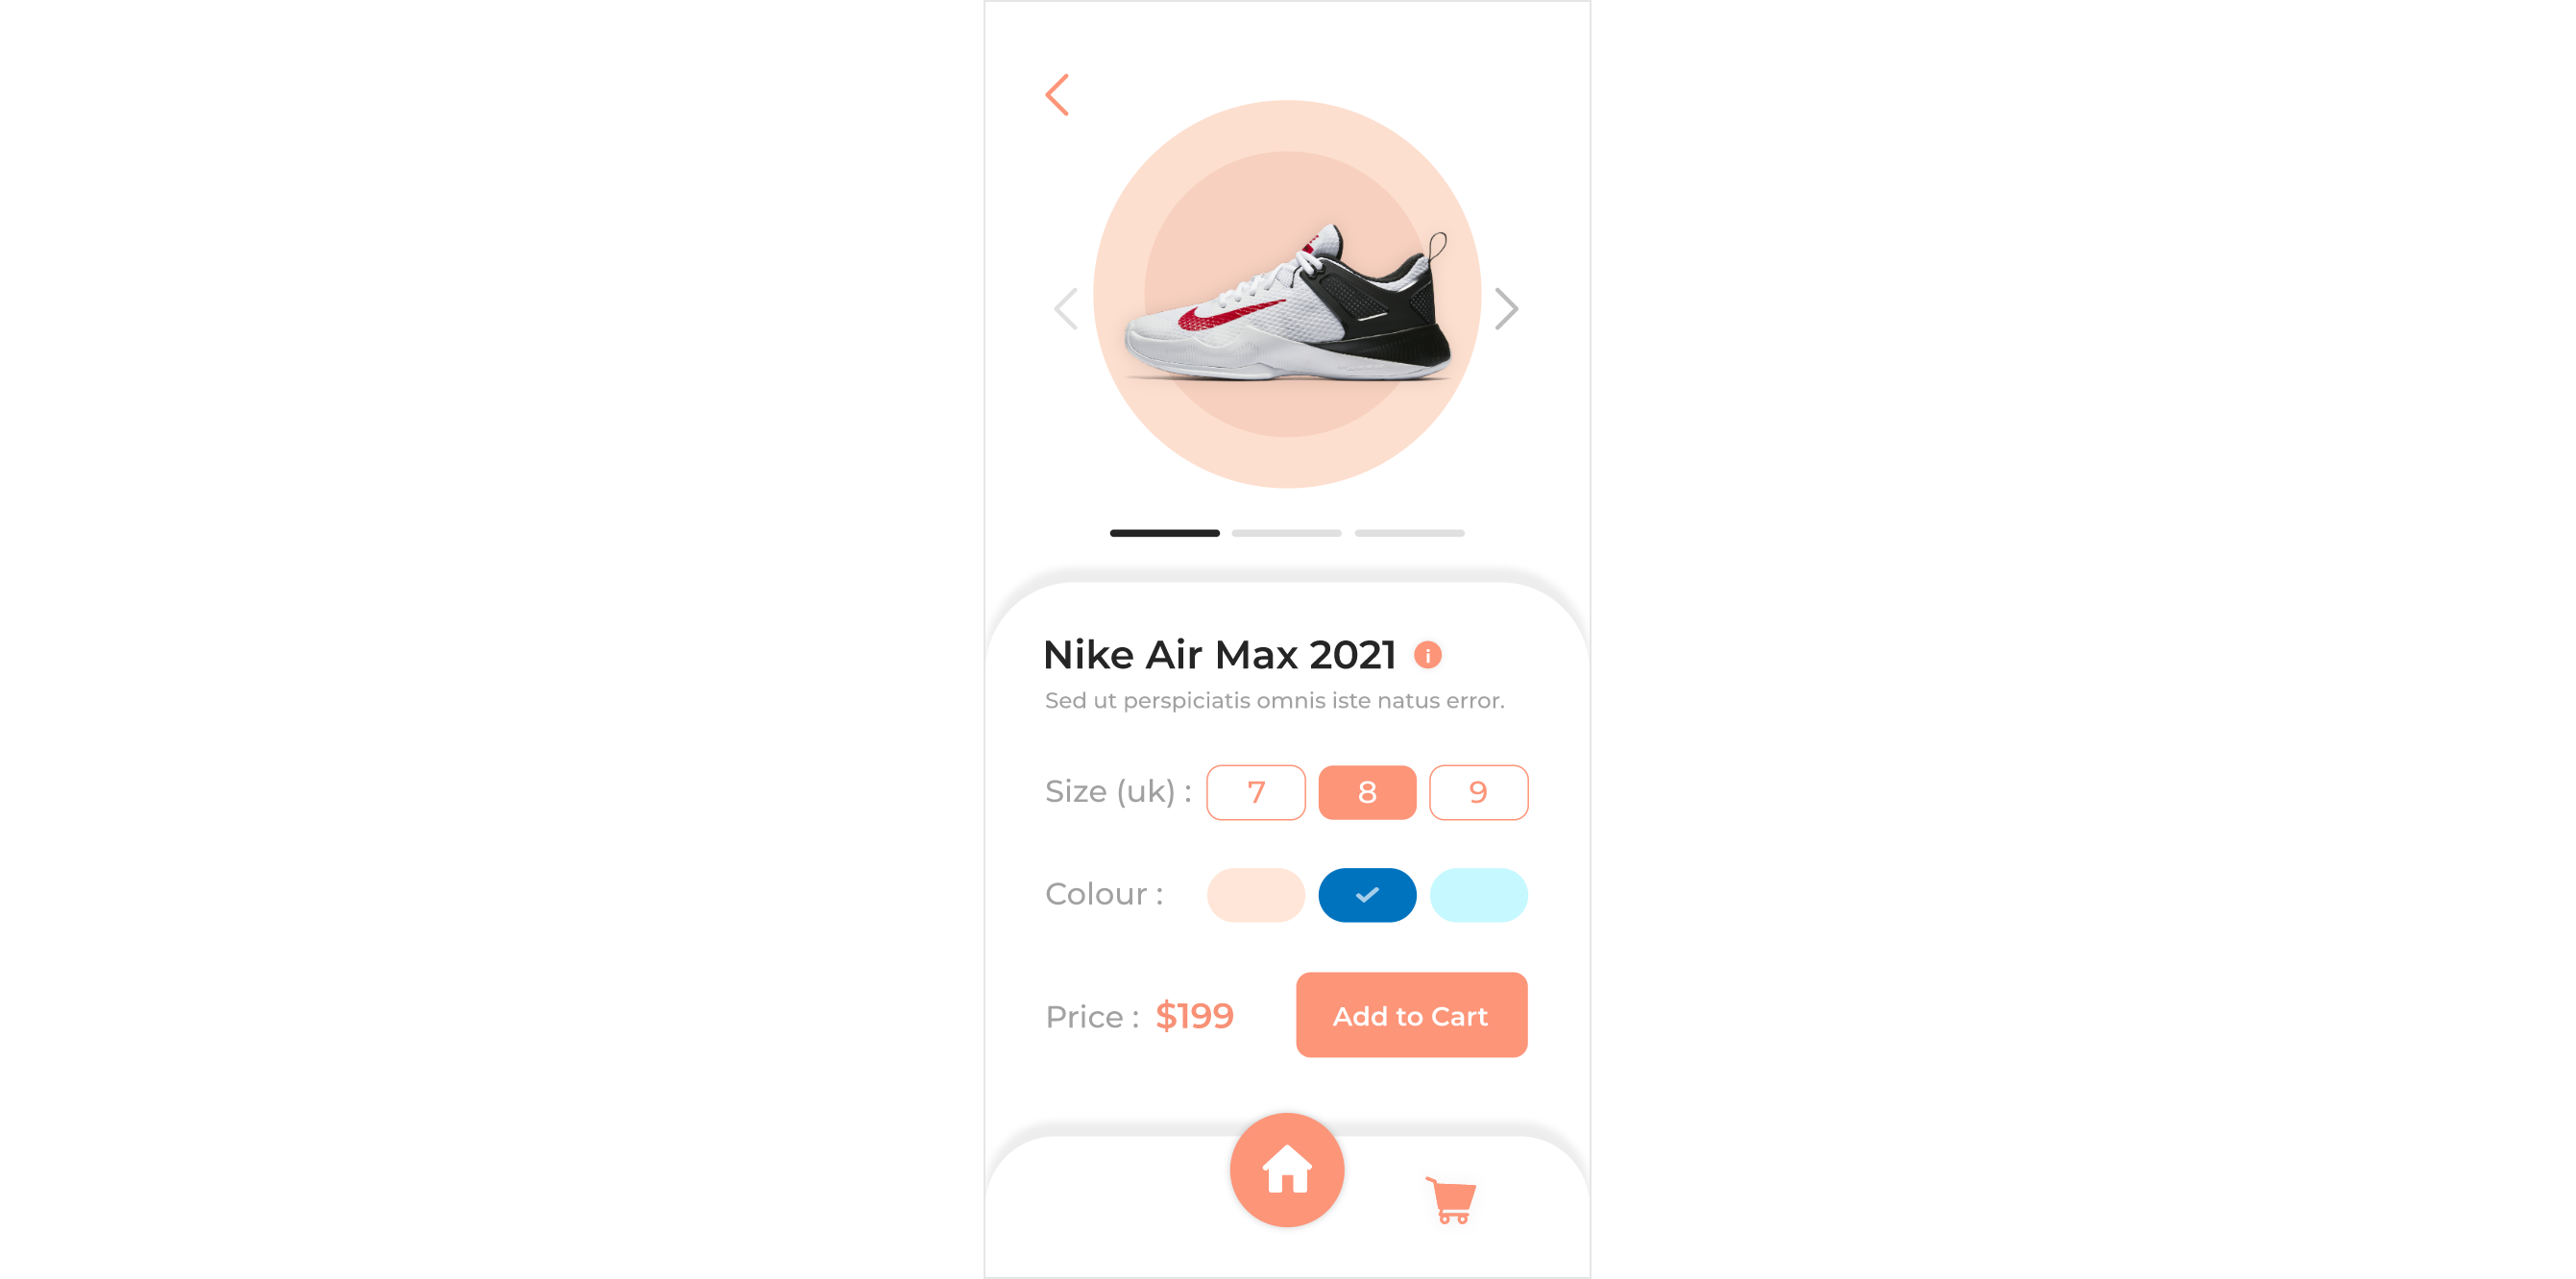 Nike Air Max 2021 i
Sed ut perspiciatis omnis iste natus error.
Size (uk) : 7 8 9
Colour :
Price : $199 Add to Cart